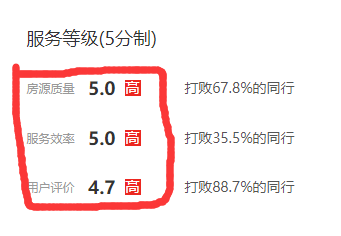 服务等级(5分制)
房源质量 5.0 高 打败67.8%的同行
服务效率 5.0 高 打败35.5%的同行
用户评价 4.7 高 打败88.7%的同行